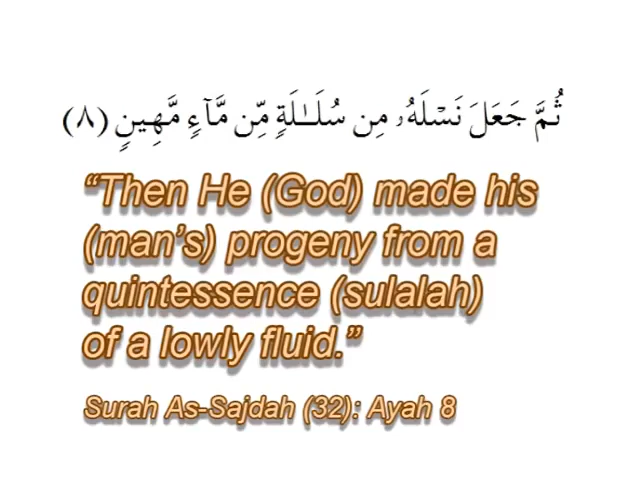 ثُمَّ جَعَلَ نَسْلَهُۥ مِن سُلَـٰلَةٍۢ مِّن مَّآءٍۢ مَّهِينٍۢ (٨)
“Then He (God) made his
(man’s) progeny from a
quintessence (sulalah)
of a lowly fluid.”
Surah As-Sajdah (32): Ayah 8